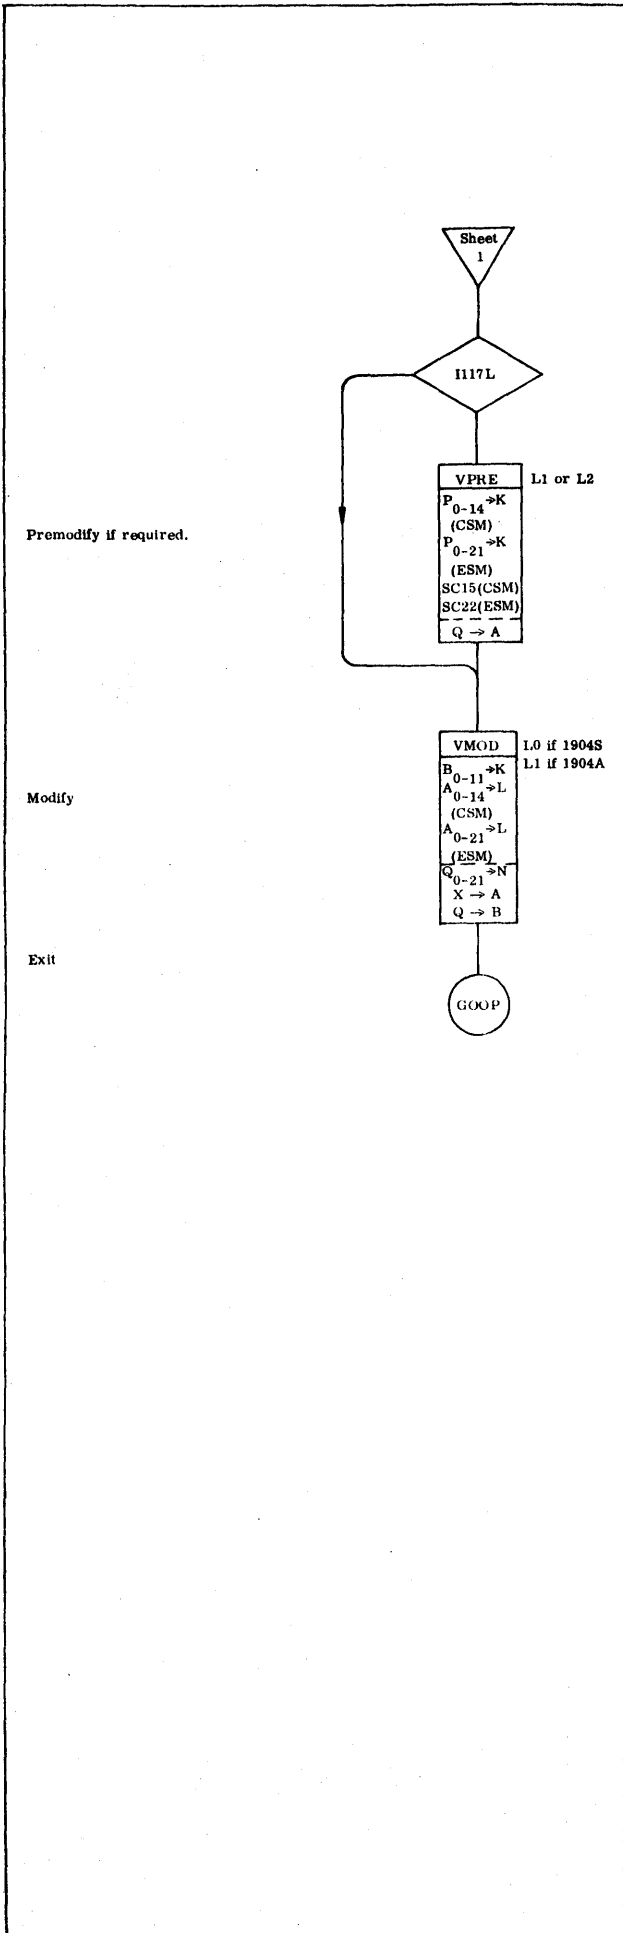 Sheet
1
I117L
VPRE L1 or L2
P0-14→K
(CSM)
Premodify if required.
P0-21→K
(ESM)
SC15(CSM)
SC22(ESM)
Q → A
VMOD L0 if 1904S
L1 if 1904A
B0-11→K
A0-14→L
Modify
(CSM)
A0-21→L
(ESM)
Q0-21→N
X → A
Q → B
Exit
GOOP